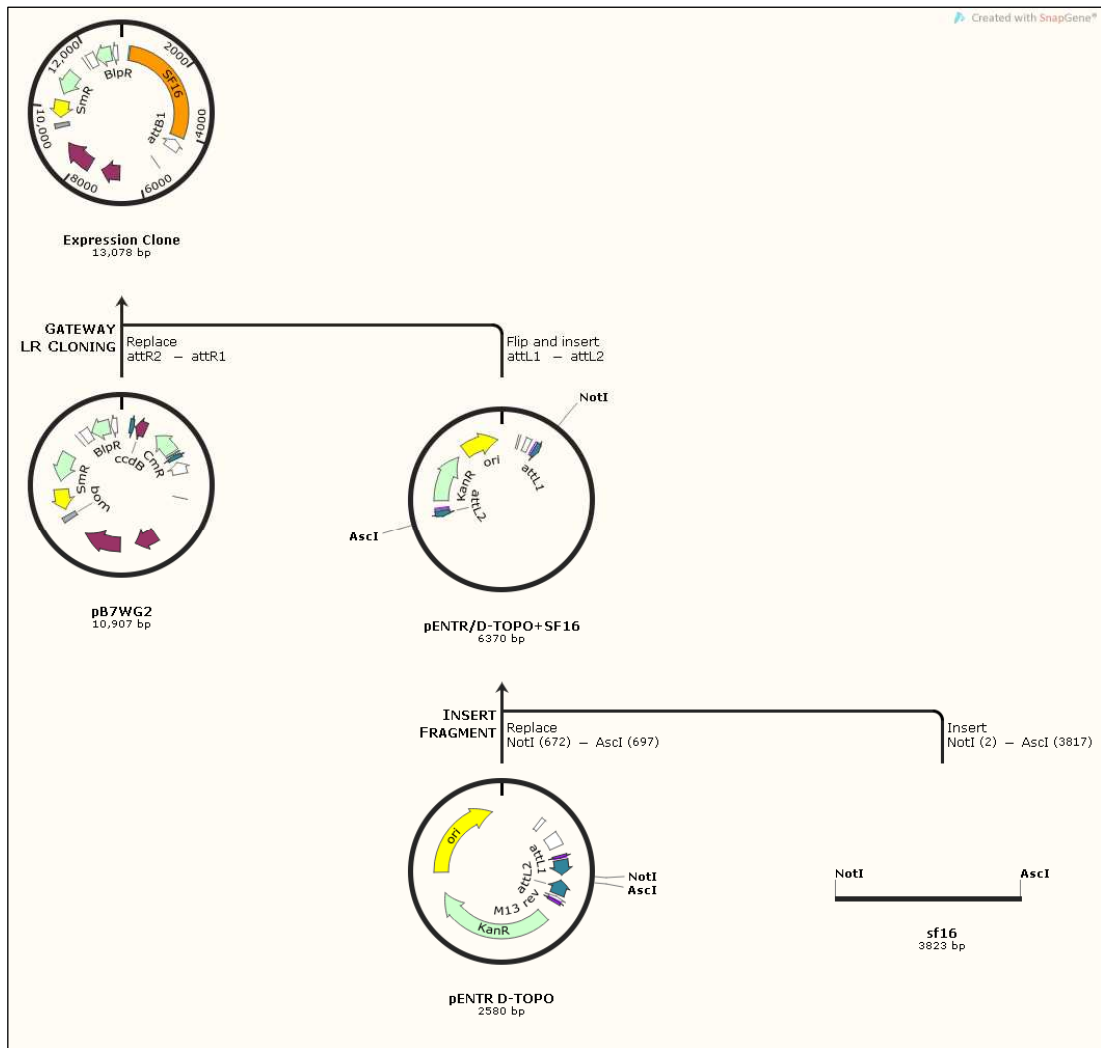 Created with SnapGene®
12,000
2000
BlpR
SF16
SmR
attB1
10,000
4000
8000
6000
Expression Clone
13,078 bp
GATEWAY
LR CLONING
Replace
attR2 – attR1
Flip and insert
attL1 – attL2
NotI
BlpR
ccdB
CmR
SmR
bom
ori
attL1
KanR
attL2
AscI
pB7WG2
10,907 bp
pENTR/D-TOPO+SF16
6370 bp
INSERT
FRAGMENT
Replace
NotI (672) – AscI (697)
Insert
NotI (2) – AscI (3817)
ori
attL1
attL2
M13 rev
KanR
NotI
AscI
NotI
AscI
sf16
3823 bp
pENTR D-TOPO
2580 bp